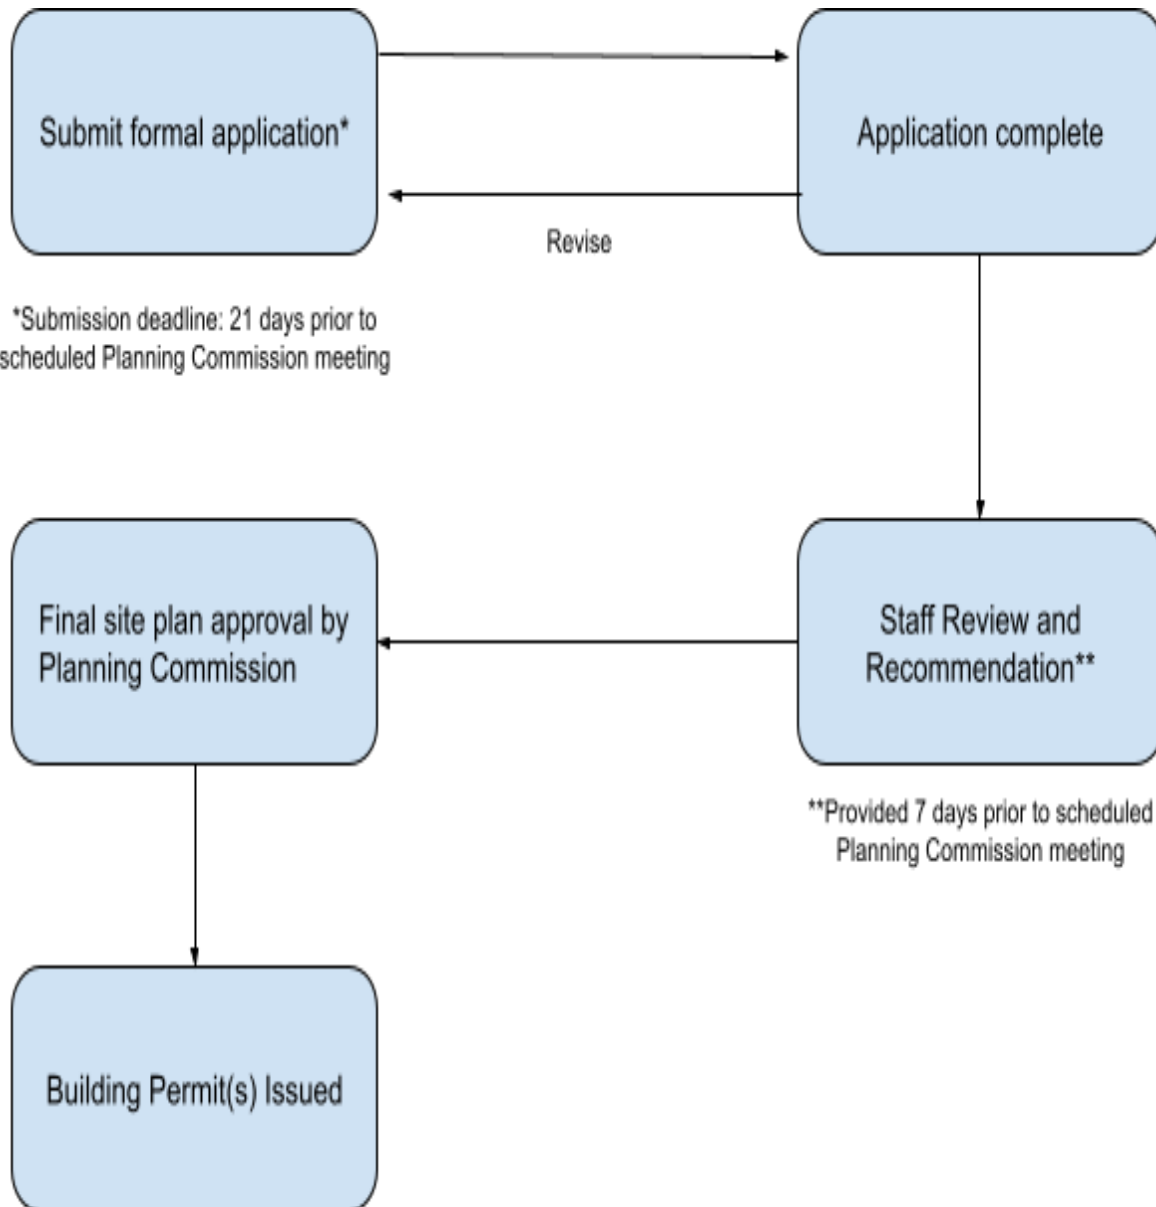 Submit formal application*
Application complete
Revise
*Submission deadline: 21 days prior to
scheduled Planning Commission meeting
Final site plan approval by
Planning Commission
Staff Review and
Recommendation**
**Provided 7 days prior to scheduled
Planning Commission meeting
Building Permit(s) Issued